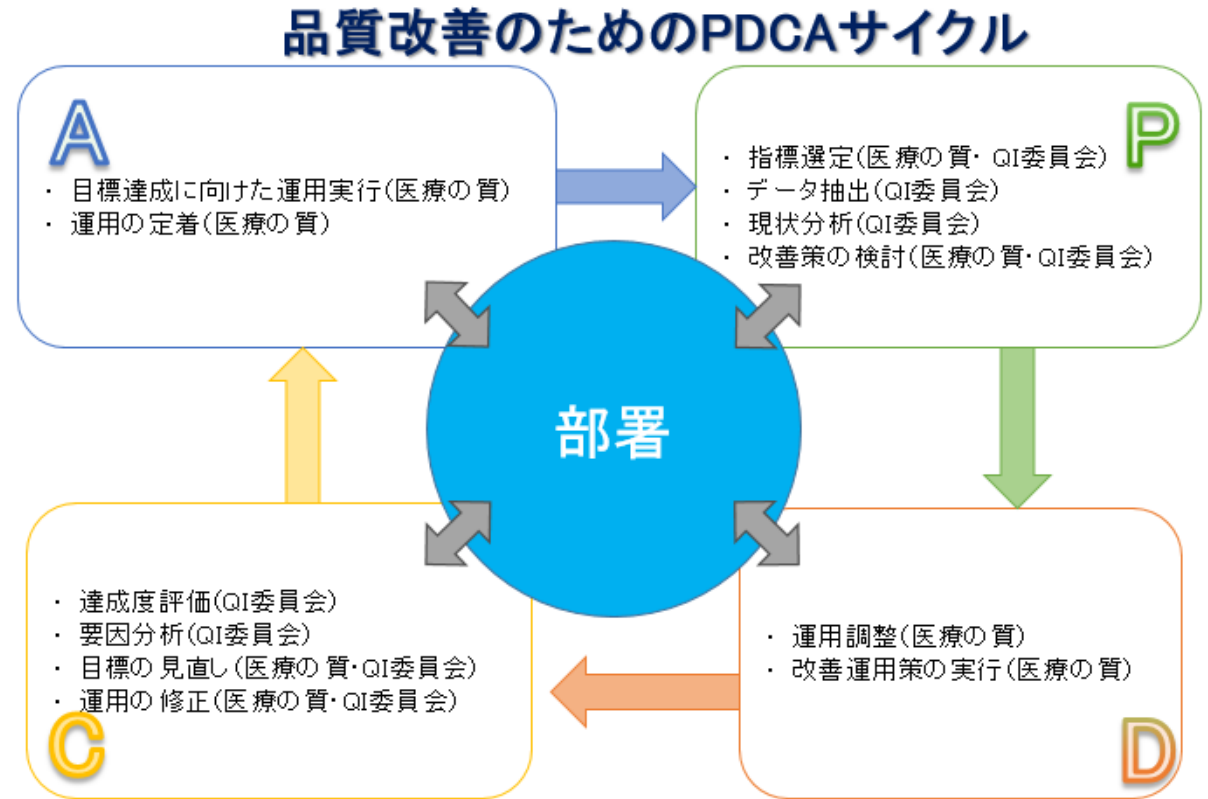 品質改善のためのPDCAサイクル
A
・ 目標達成に向けた運用実行(医療の質)
・ 運用の定着(医療の質)
P
・ 指標選定(医療の質・ QI委員会)
・ データ抽出(QI委員会)
・ 現状分析(QI委員会)
・ 改善策の検討(医療の質・QI委員会)
部署
・ 達成度評価(QI委員会)
・ 要因分析(QI委員会)
・ 目標の見直し(医療の質・QI委員会)
・ 運用の修正(医療の質・QI委員会)
C
・ 運用調整(医療の質)
・ 改善運用策の実行(医療の質)
D